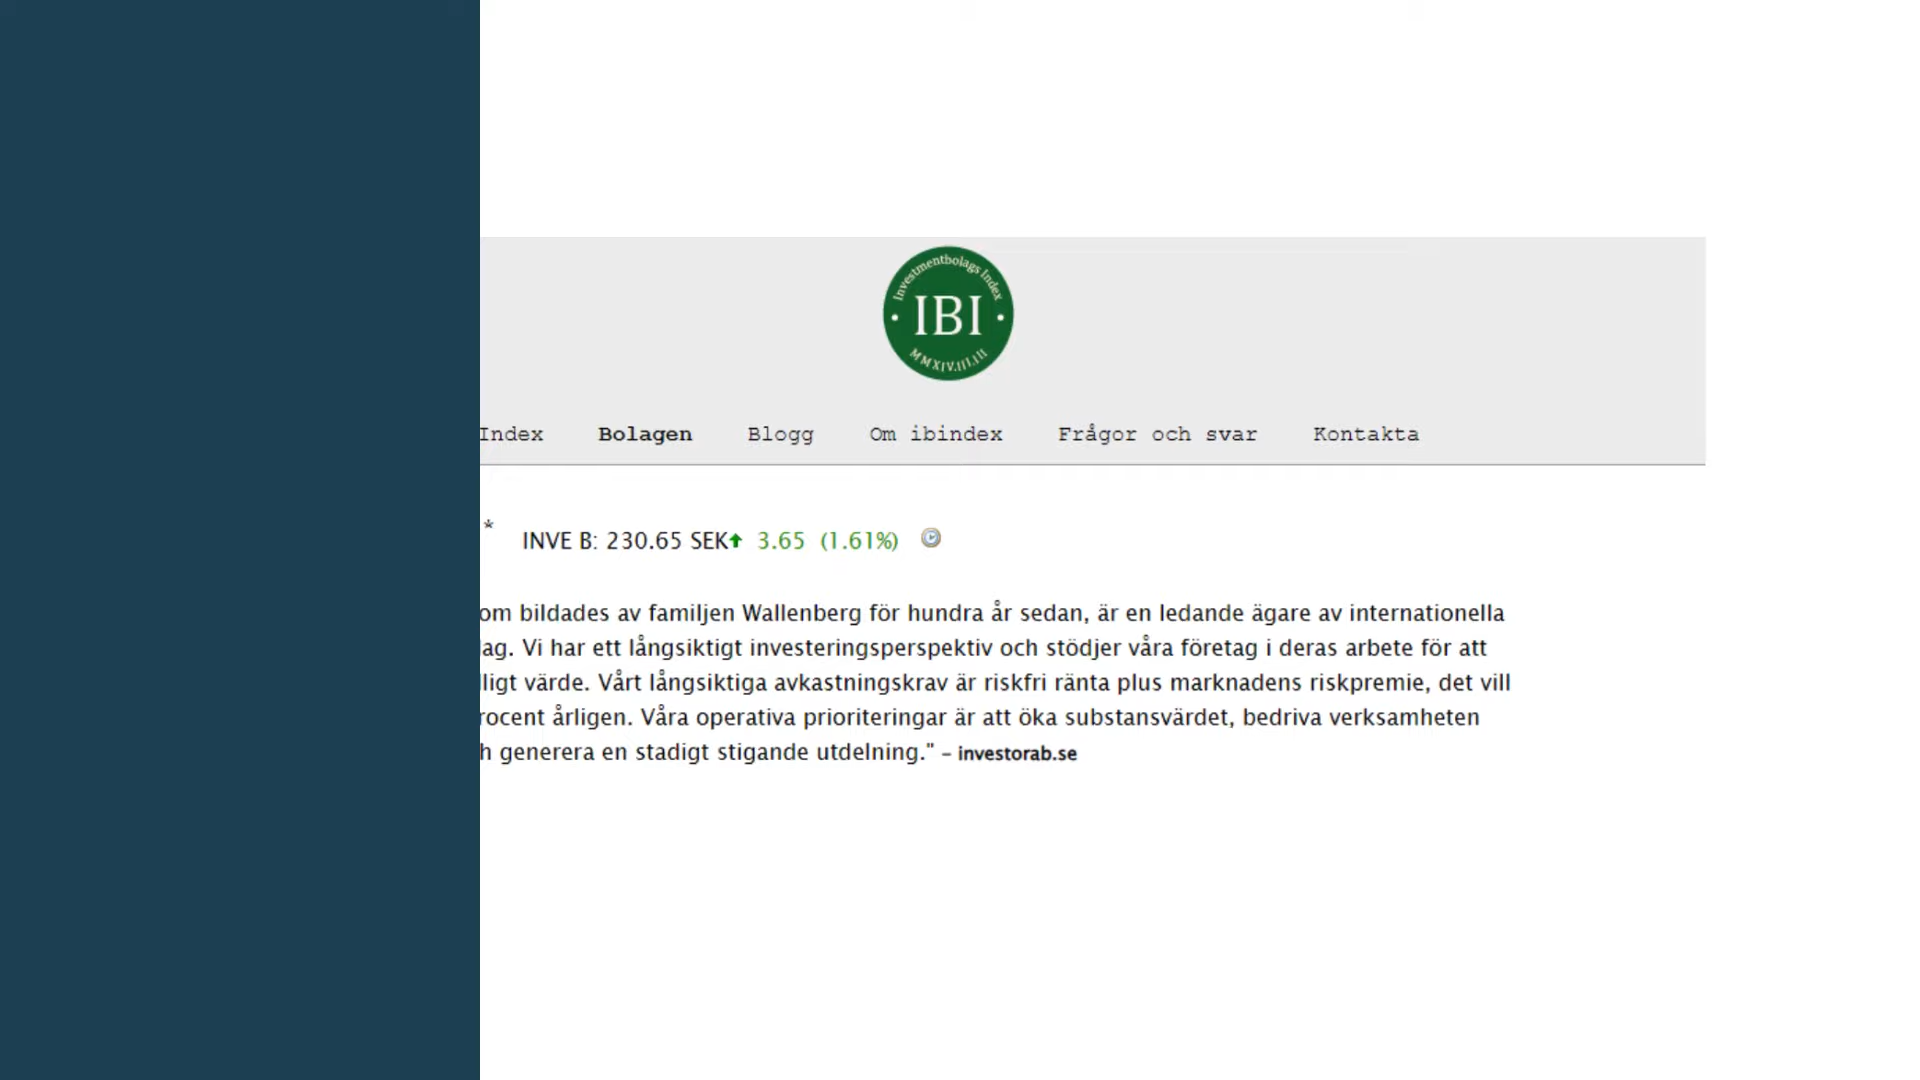 Investmentbolags Index
· IBI ·
MMXIV.III.III
Index Bolagen Blogg Om ibindex Frågor och svar Kontakta
* INVE B: 230.65 SEK 3.65 (1.61%)
om bildades av familjen Wallenberg för hundra år sedan, är en ledande ägare av internationella
lag. Vi har ett långsiktigt investeringsperspektiv och stödjer våra företag i deras arbete för att
lligt värde. Vårt långsiktiga avkastningskrav är riskfri ränta plus marknadens riskpremie, det vill
rocent årligen. Våra operativa prioriteringar är att öka substansvärdet, bedriva verksamheten
h generera en stadigt stigande utdelning." – investorab.se